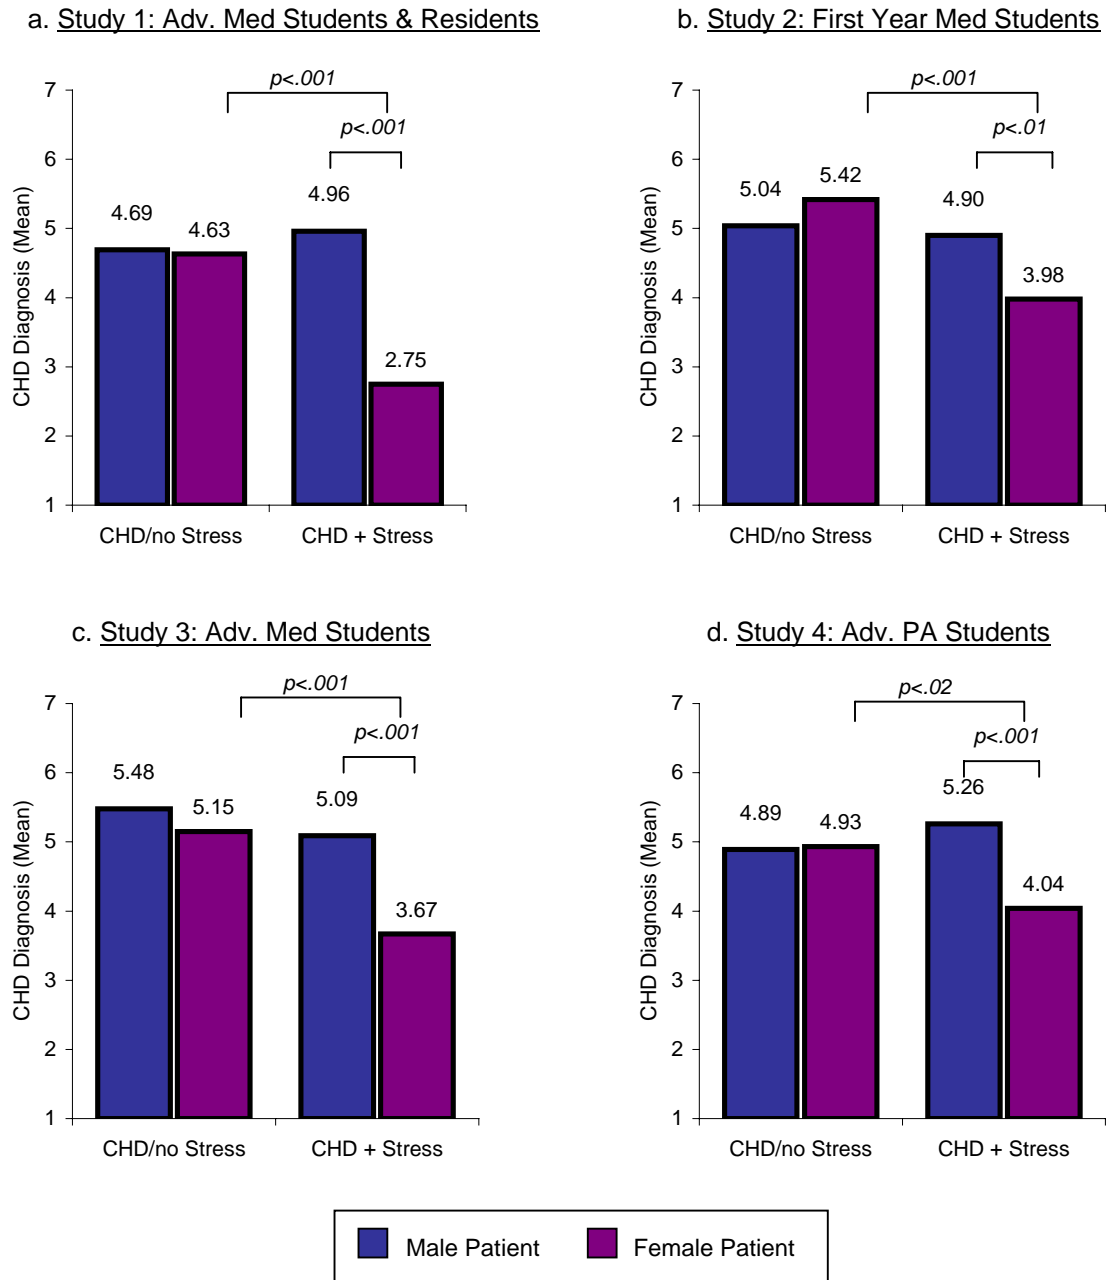 a. Study 1: Adv. Med Students & Residents
p<.001
p<.001
7
6
5
4
3
2
1
CHD Diagnosis (Mean)
4.69
4.63
4.96
2.75
CHD/no Stress
CHD + Stress
b. Study 2: First Year Med Students
p<.001
p<.01
7
6
5
4
3
2
1
CHD Diagnosis (Mean)
5.04
5.42
4.90
3.98
CHD/no Stress
CHD + Stress
c. Study 3: Adv. Med Students
p<.001
p<.001
7
6
5
4
3
2
1
CHD Diagnosis (Mean)
5.48
5.15
5.09
3.67
CHD/no Stress
CHD + Stress
d. Study 4: Adv. PA Students
p<.02
p<.001
7
6
5
4
3
2
1
CHD Diagnosis (Mean)
4.89
4.93
5.26
4.04
CHD/no Stress
CHD + Stress
Male Patient
Female Patient